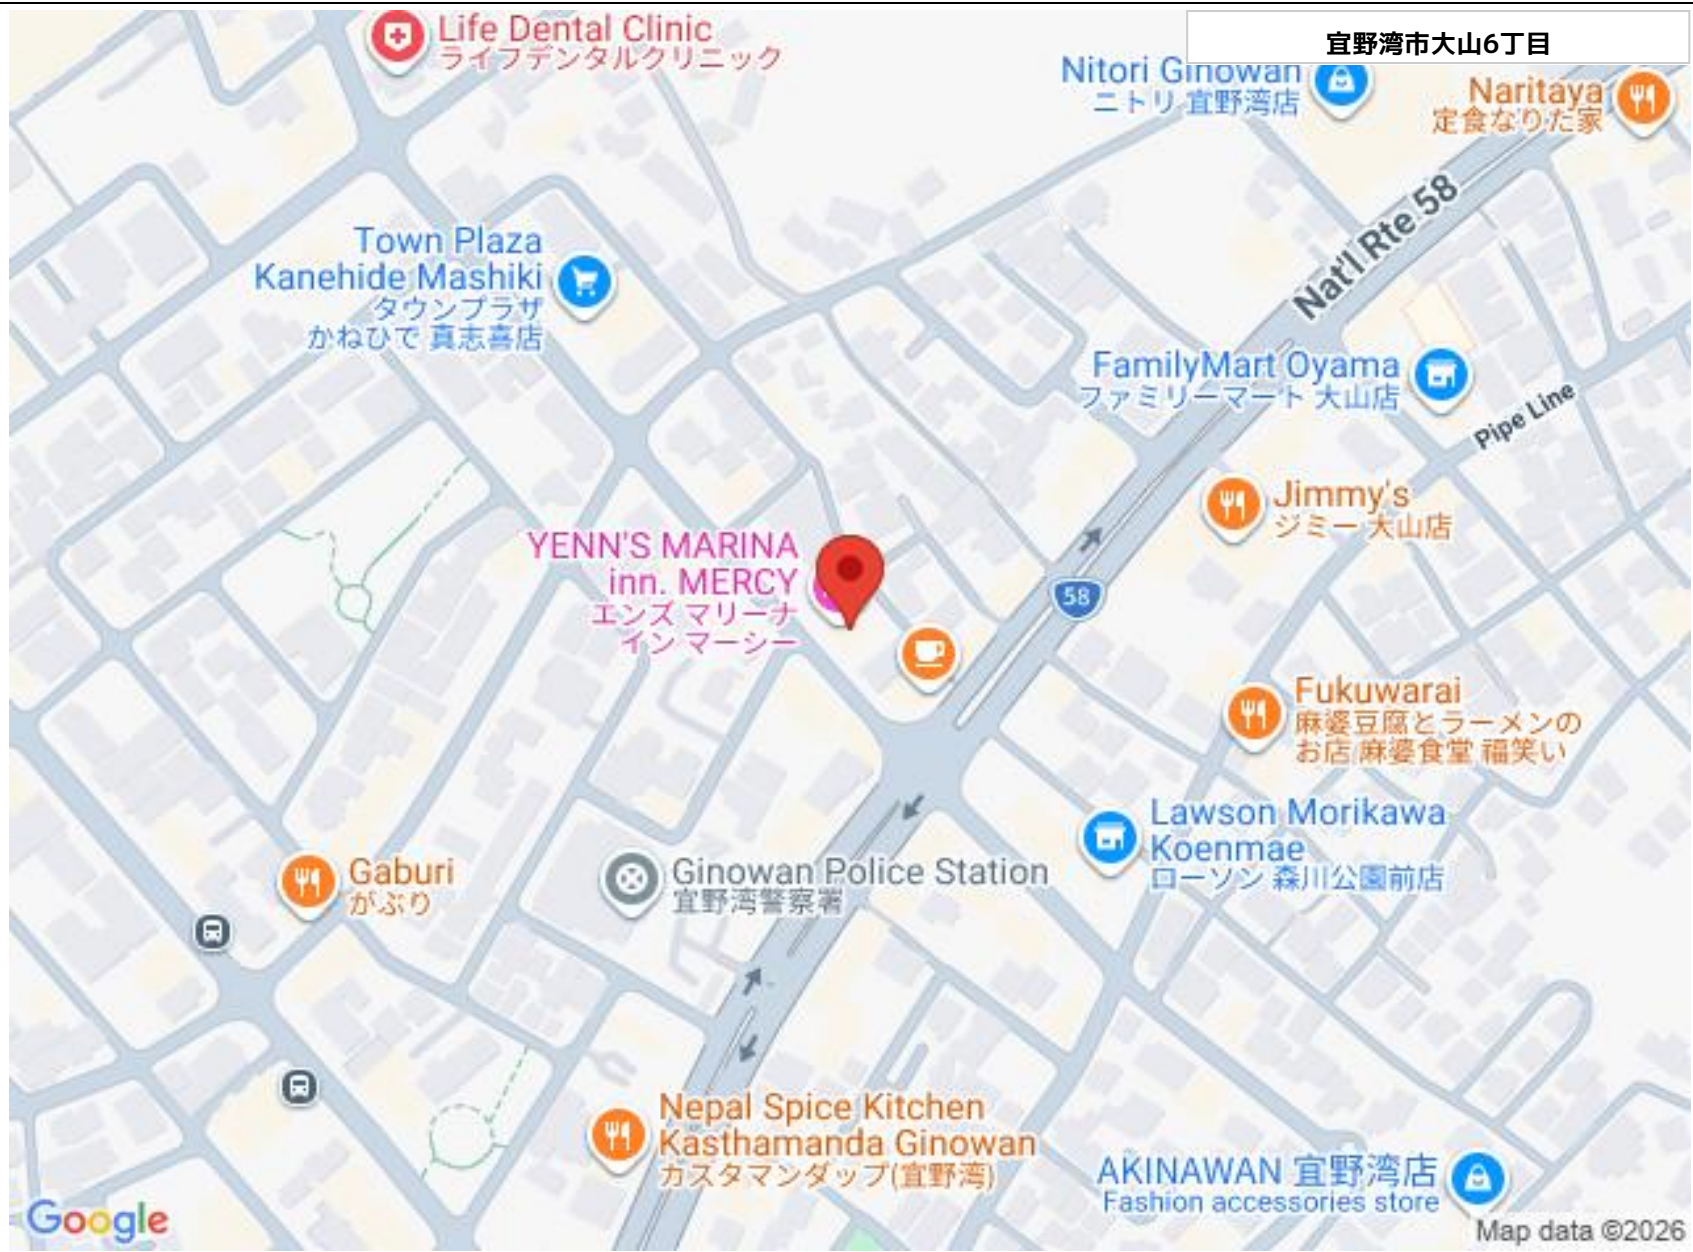 Life Dental Clinic
ライフデンタルクリニック
宜野湾市大山6丁目
Nitori Ginowan
ニトリ 宜野湾店
Naritaya
定食なりた家
Nat'l Rte 58
Town Plaza
Kanehide Mashiki
タウンプラザ
かねひで 真志喜店
FamilyMart Oyama
ファミリーマート 大山店
Pipe Line
Jimmy's
ジミー 大山店
YENN'S MARINA
inn. MERCY
エンズ マリーナ
イン マーシー
58
Fukuwarai
麻婆豆腐とラーメンの
お店 麻婆食堂 福笑い
Lawson Morikawa
Koenmae
ローソン 森川公園前店
Gaburi
がぶり
Ginowan Police Station
宜野湾警察署
Nepal Spice Kitchen
Kasthamanda Ginowan
カスタマンダップ(宜野湾)
AKINAWAN 宜野湾店
Fashion accessories store
Google
Map data ©2026